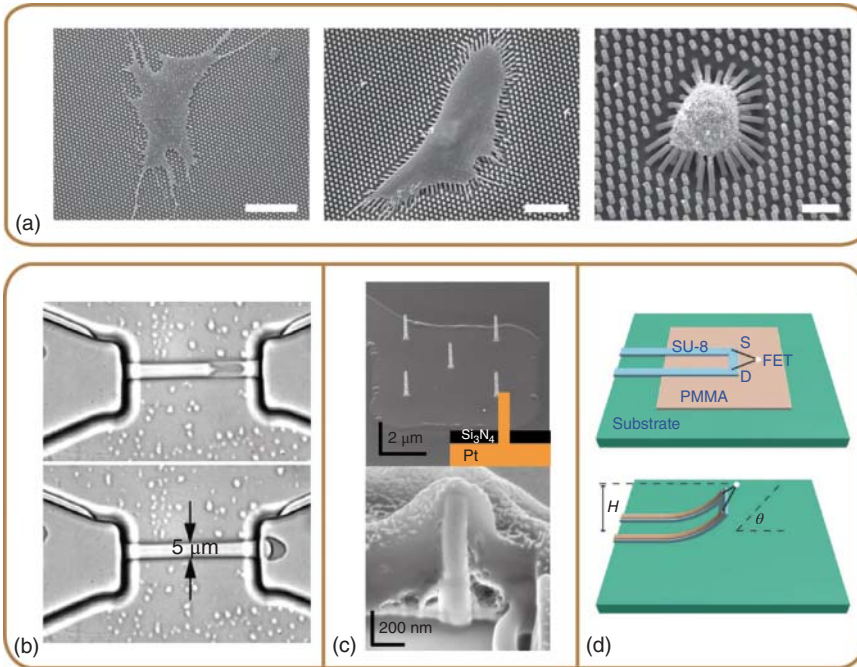 (a)
(b)
5 μm
(c)
2 μm
Si₃N₄
Pt
200 nm
(d)
SU-8
S
FET
D
PMMA
Substrate
H
θ